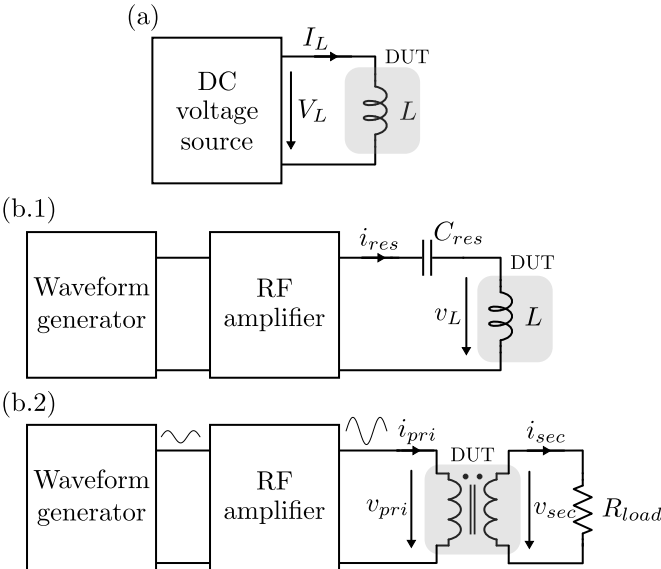 (a)
DC
voltage
source
I_L
V_L
DUT
L
(b.1)
Waveform
generator
RF
amplifier
i_res
C_res
v_L
DUT
L
(b.2)
Waveform
generator
RF
amplifier
i_pri
v_pri
DUT
i_sec
v_sec
R_load